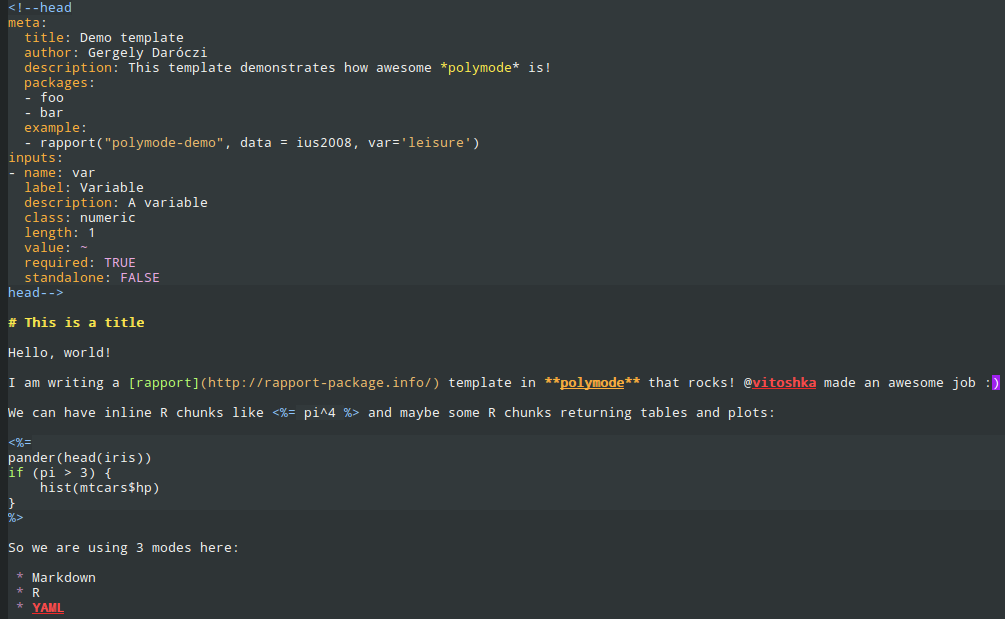 <!--head
meta:
  title: Demo template
  author: Gergely Daróczi
  description: This template demonstrates how awesome *polymode* is!
  packages:
  - foo
  - bar
  example:
  - rapport("polymode-demo", data = ius2008, var='leisure')
inputs:
- name: var
  label: Variable
  description: A variable
  class: numeric
  length: 1
  value: ~
  required: TRUE
  standalone: FALSE
head-->

# This is a title

Hello, world!

I am writing a [rapport](http://rapport-package.info/) template in **polymode** that rocks! @vitoshka made an awesome job :)

We can have inline R chunks like <%= pi^4 %> and maybe some R chunks returning tables and plots:

<%=
pander(head(iris))
if (pi > 3) {
    hist(mtcars$hp)
}
%>

So we are using 3 modes here:

 * Markdown
 * R
 * YAML